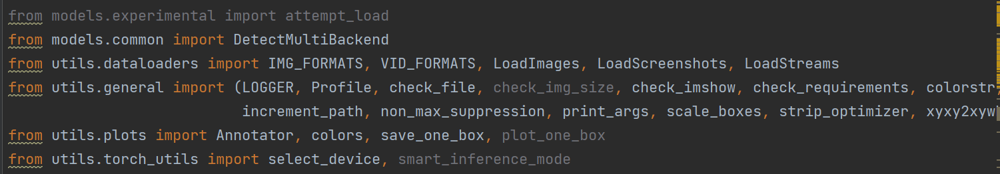 from models.experimental import attempt_load
from models.common import DetectMultiBackend
from utils.dataloaders import IMG_FORMATS, VID_FORMATS, LoadImages, LoadScreenshots, LoadStreams
from utils.general import (LOGGER, Profile, check_file, check_img_size, check_imshow, check_requirements, colorstr,
increment_path, non_max_suppression, print_args, scale_boxes, strip_optimizer, xyxy2xyw
from utils.plots import Annotator, colors, save_one_box, plot_one_box
from utils.torch_utils import select_device, smart_inference_mode